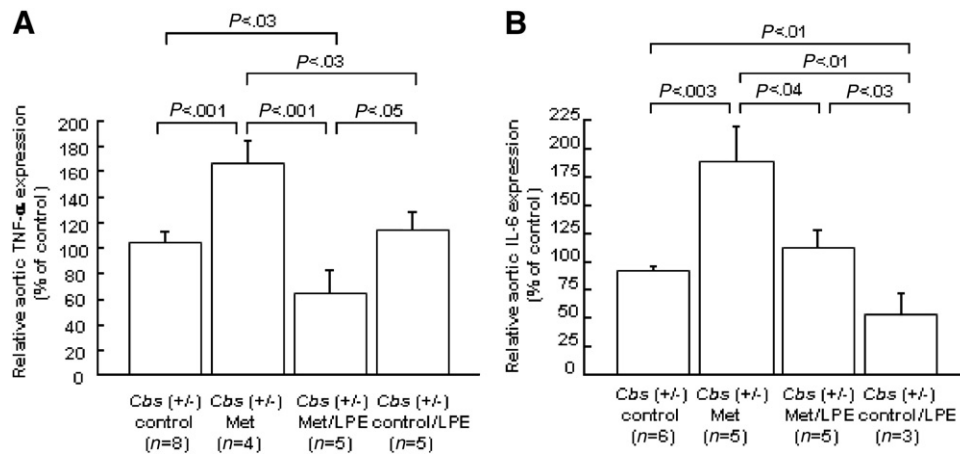 A
P<.03
P<.03
P<.001 P<.001 P<.05
Relative aortic TNF-α expression
(% of control)
200
180
160
140
120
100
80
60
40
20
0
Cbs (+/-) Cbs (+/-) Cbs (+/-) Cbs (+/-)
control Met Met/LPE control/LPE
(n=8) (n=4) (n=5) (n=5)
B
P<.01
P<.01
P<.003 P<.04 P<.03
Relative aortic IL-6 expression
(% of control)
225
200
175
150
125
100
75
50
25
0
Cbs (+/-) Cbs (+/-) Cbs (+/-) Cbs (+/-)
control Met Met/LPE control/LPE
(n=6) (n=5) (n=5) (n=3)